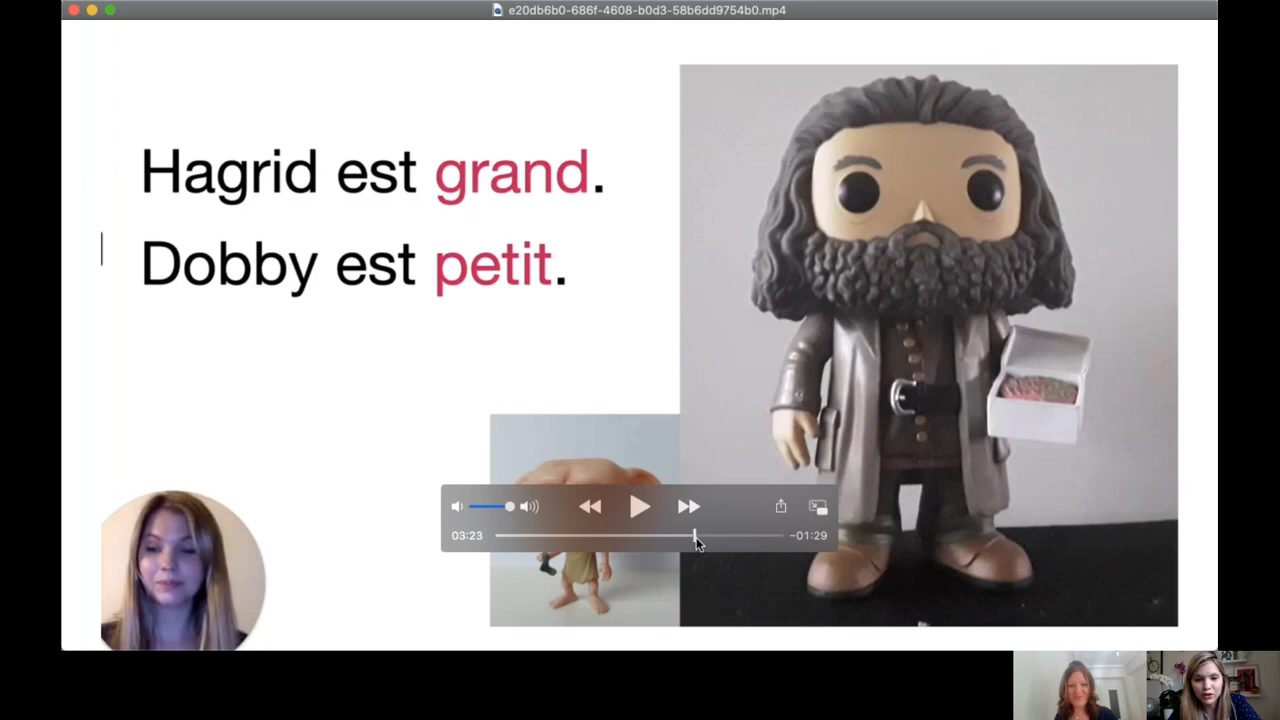 e20db6b0-686f-4608-b0d3-58b6dd9754b0.mp4
Hagrid est grand.
Dobby est petit.
03:23
−01:29